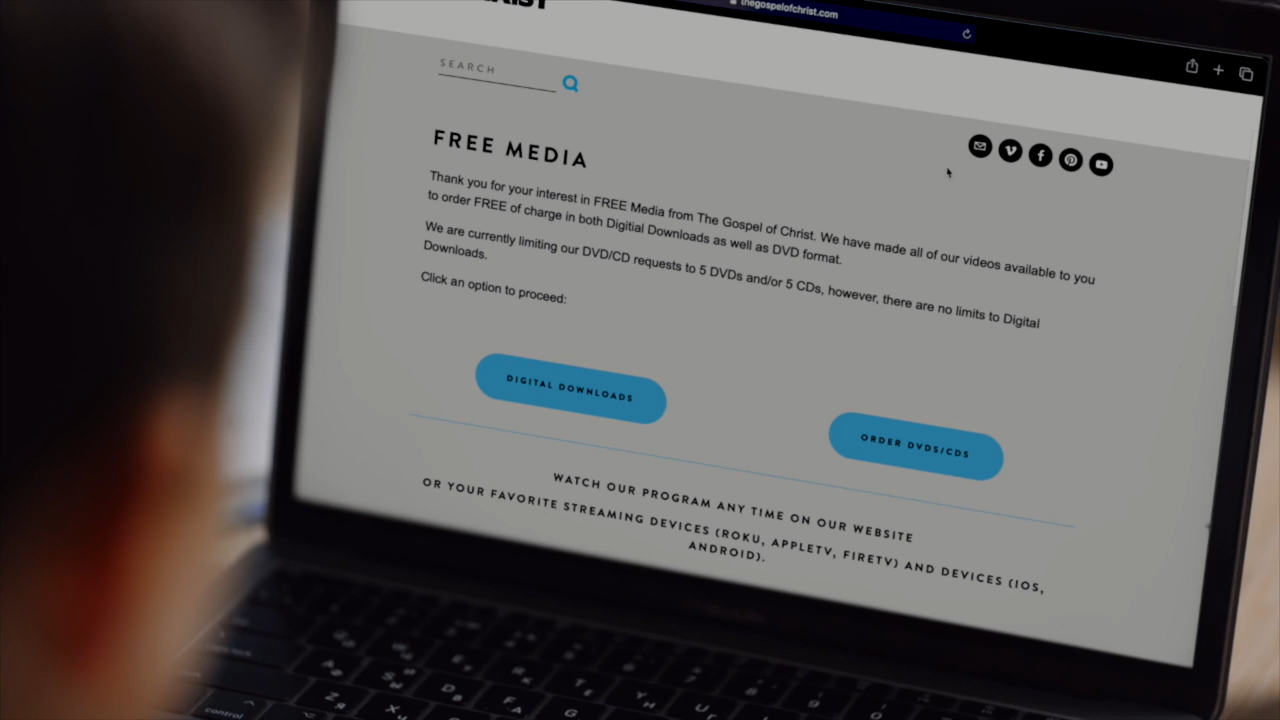 thegospelofchrist.com
SEARCH
FREE MEDIA
Thank you for your interest in FREE Media from The Gospel of Christ. We have made all of our videos available to you
to order FREE of charge in both Digitial Downloads as well as DVD format.
We are currently limiting our DVD/CD requests to 5 DVDs and/or 5 CDs, however, there are no limits to Digital
Downloads.
Click an option to proceed:
DIGITAL DOWNLOADS
ORDER DVDS/CDS
WATCH OUR PROGRAM ANY TIME ON OUR WEBSITE
OR YOUR FAVORITE STREAMING DEVICES (ROKU, APPLETV, FIRETV) AND DEVICES (IOS,
ANDROID).
control